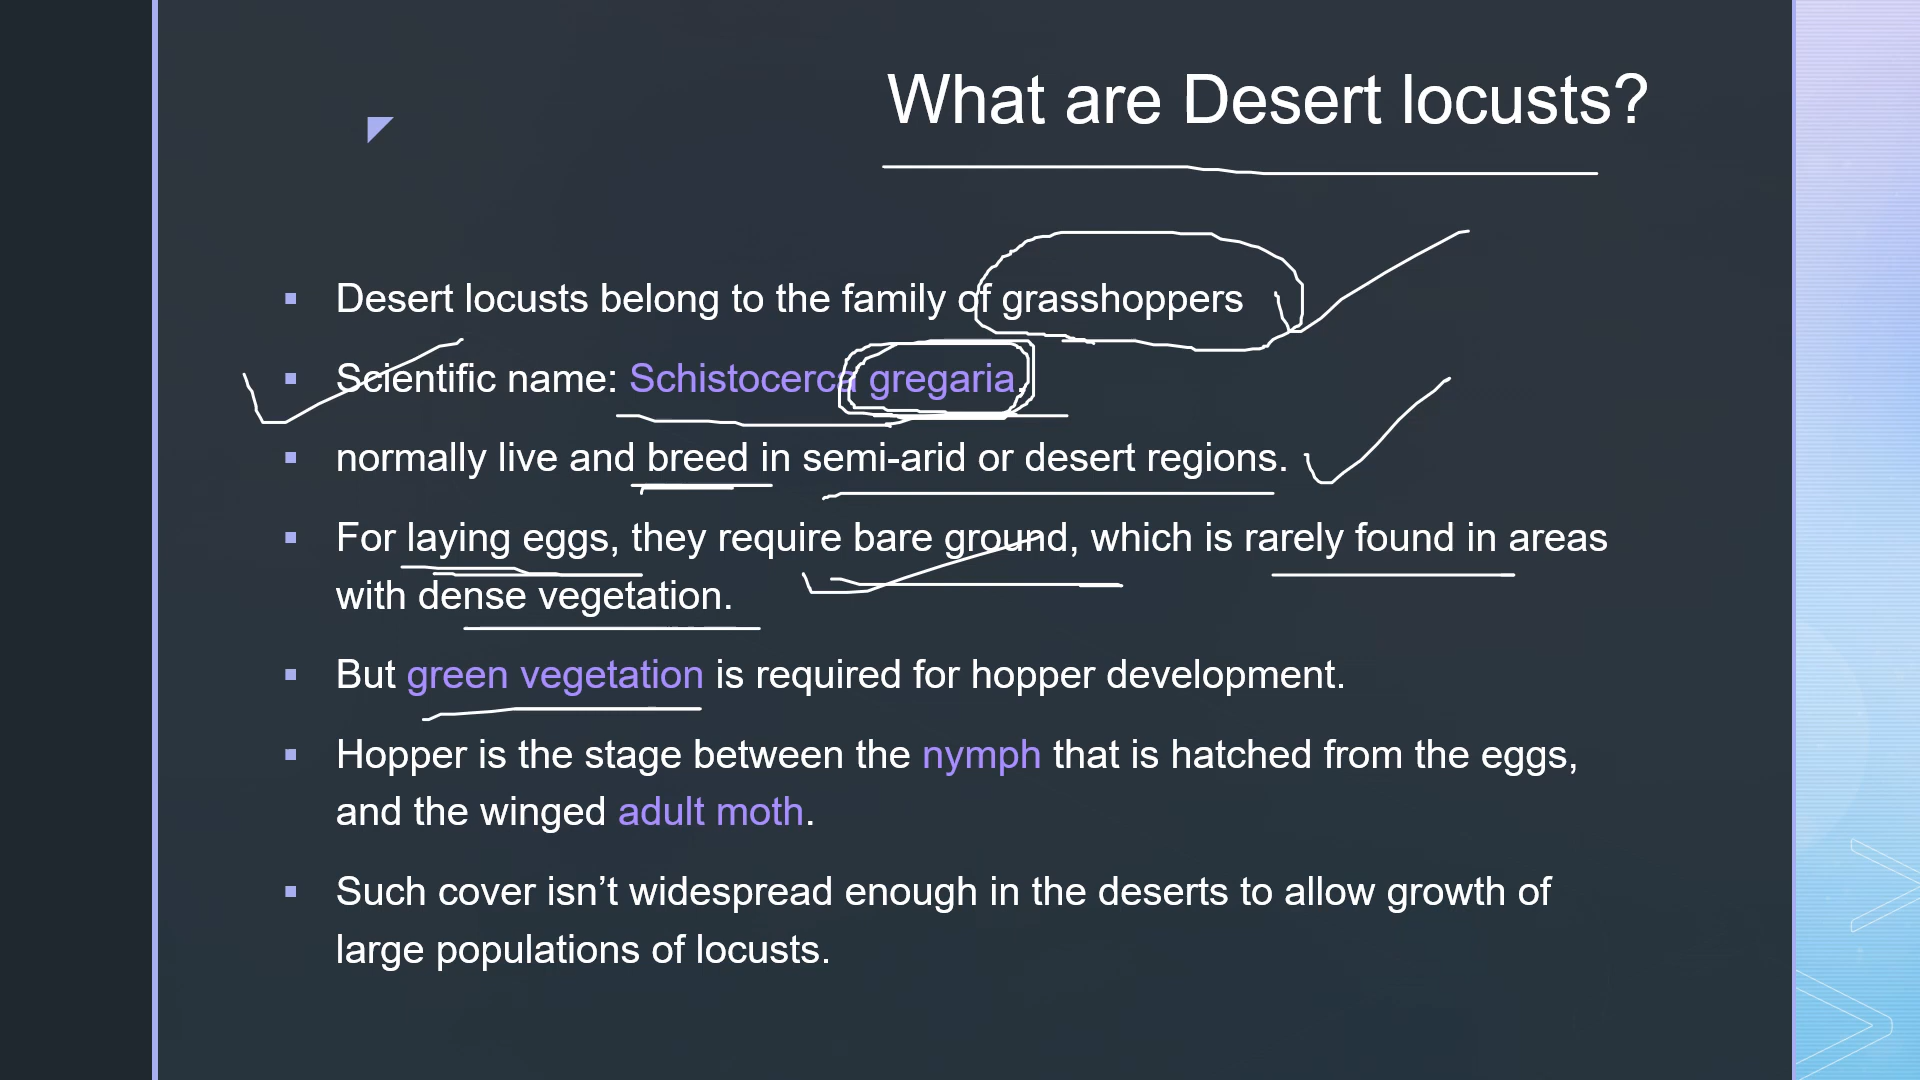 What are Desert locusts?
Desert locusts belong to the family of grasshoppers
Scientific name: Schistocerca gregaria.
normally live and breed in semi-arid or desert regions.
For laying eggs, they require bare ground, which is rarely found in areas
with dense vegetation.
But green vegetation is required for hopper development.
Hopper is the stage between the nymph that is hatched from the eggs,
and the winged adult moth.
Such cover isn’t widespread enough in the deserts to allow growth of
large populations of locusts.